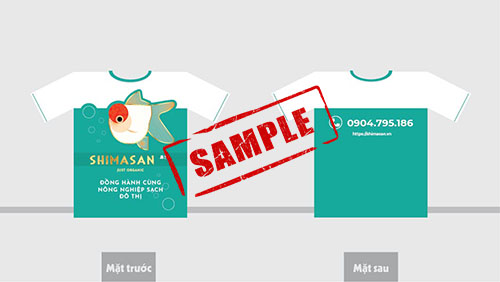 SHIMASAN
JUST ORGANIC
ĐỒNG HÀNH CÙNG
NÔNG NGHIỆP SẠCH
ĐÔ THỊ
SAMPLE
0904.795.186
https://shimasan.vn
Mặt trước
Mặt sau